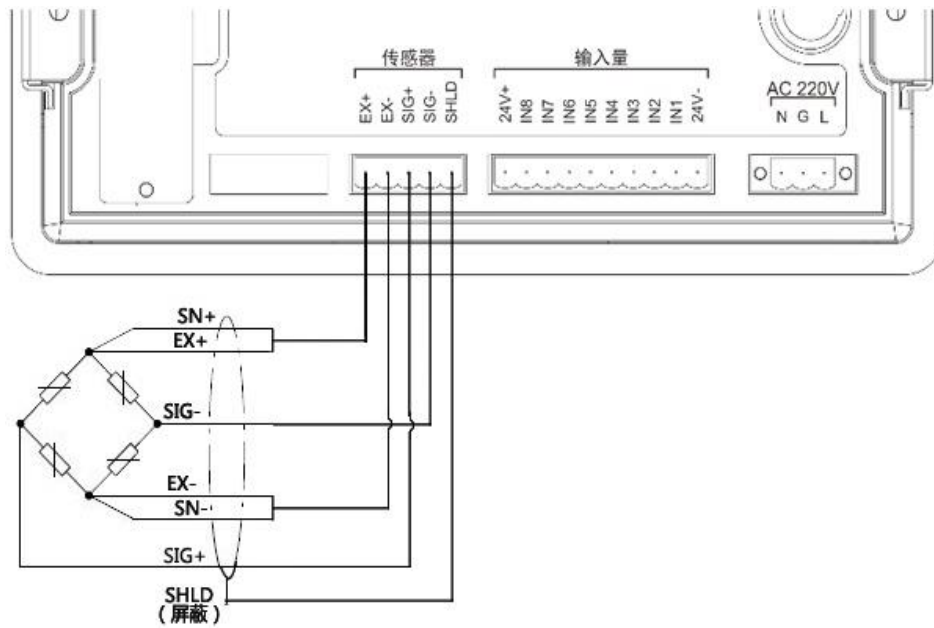 传感器
EX+
EX-
SIG+
SIG-
SHLD
输入量
24V+
IN8
IN7
IN6
IN5
IN4
IN3
IN2
IN1
24V-
AC 220V
N G L
SN+
EX+
SIG-
EX-
SN-
SIG+
SHLD
（屏蔽）